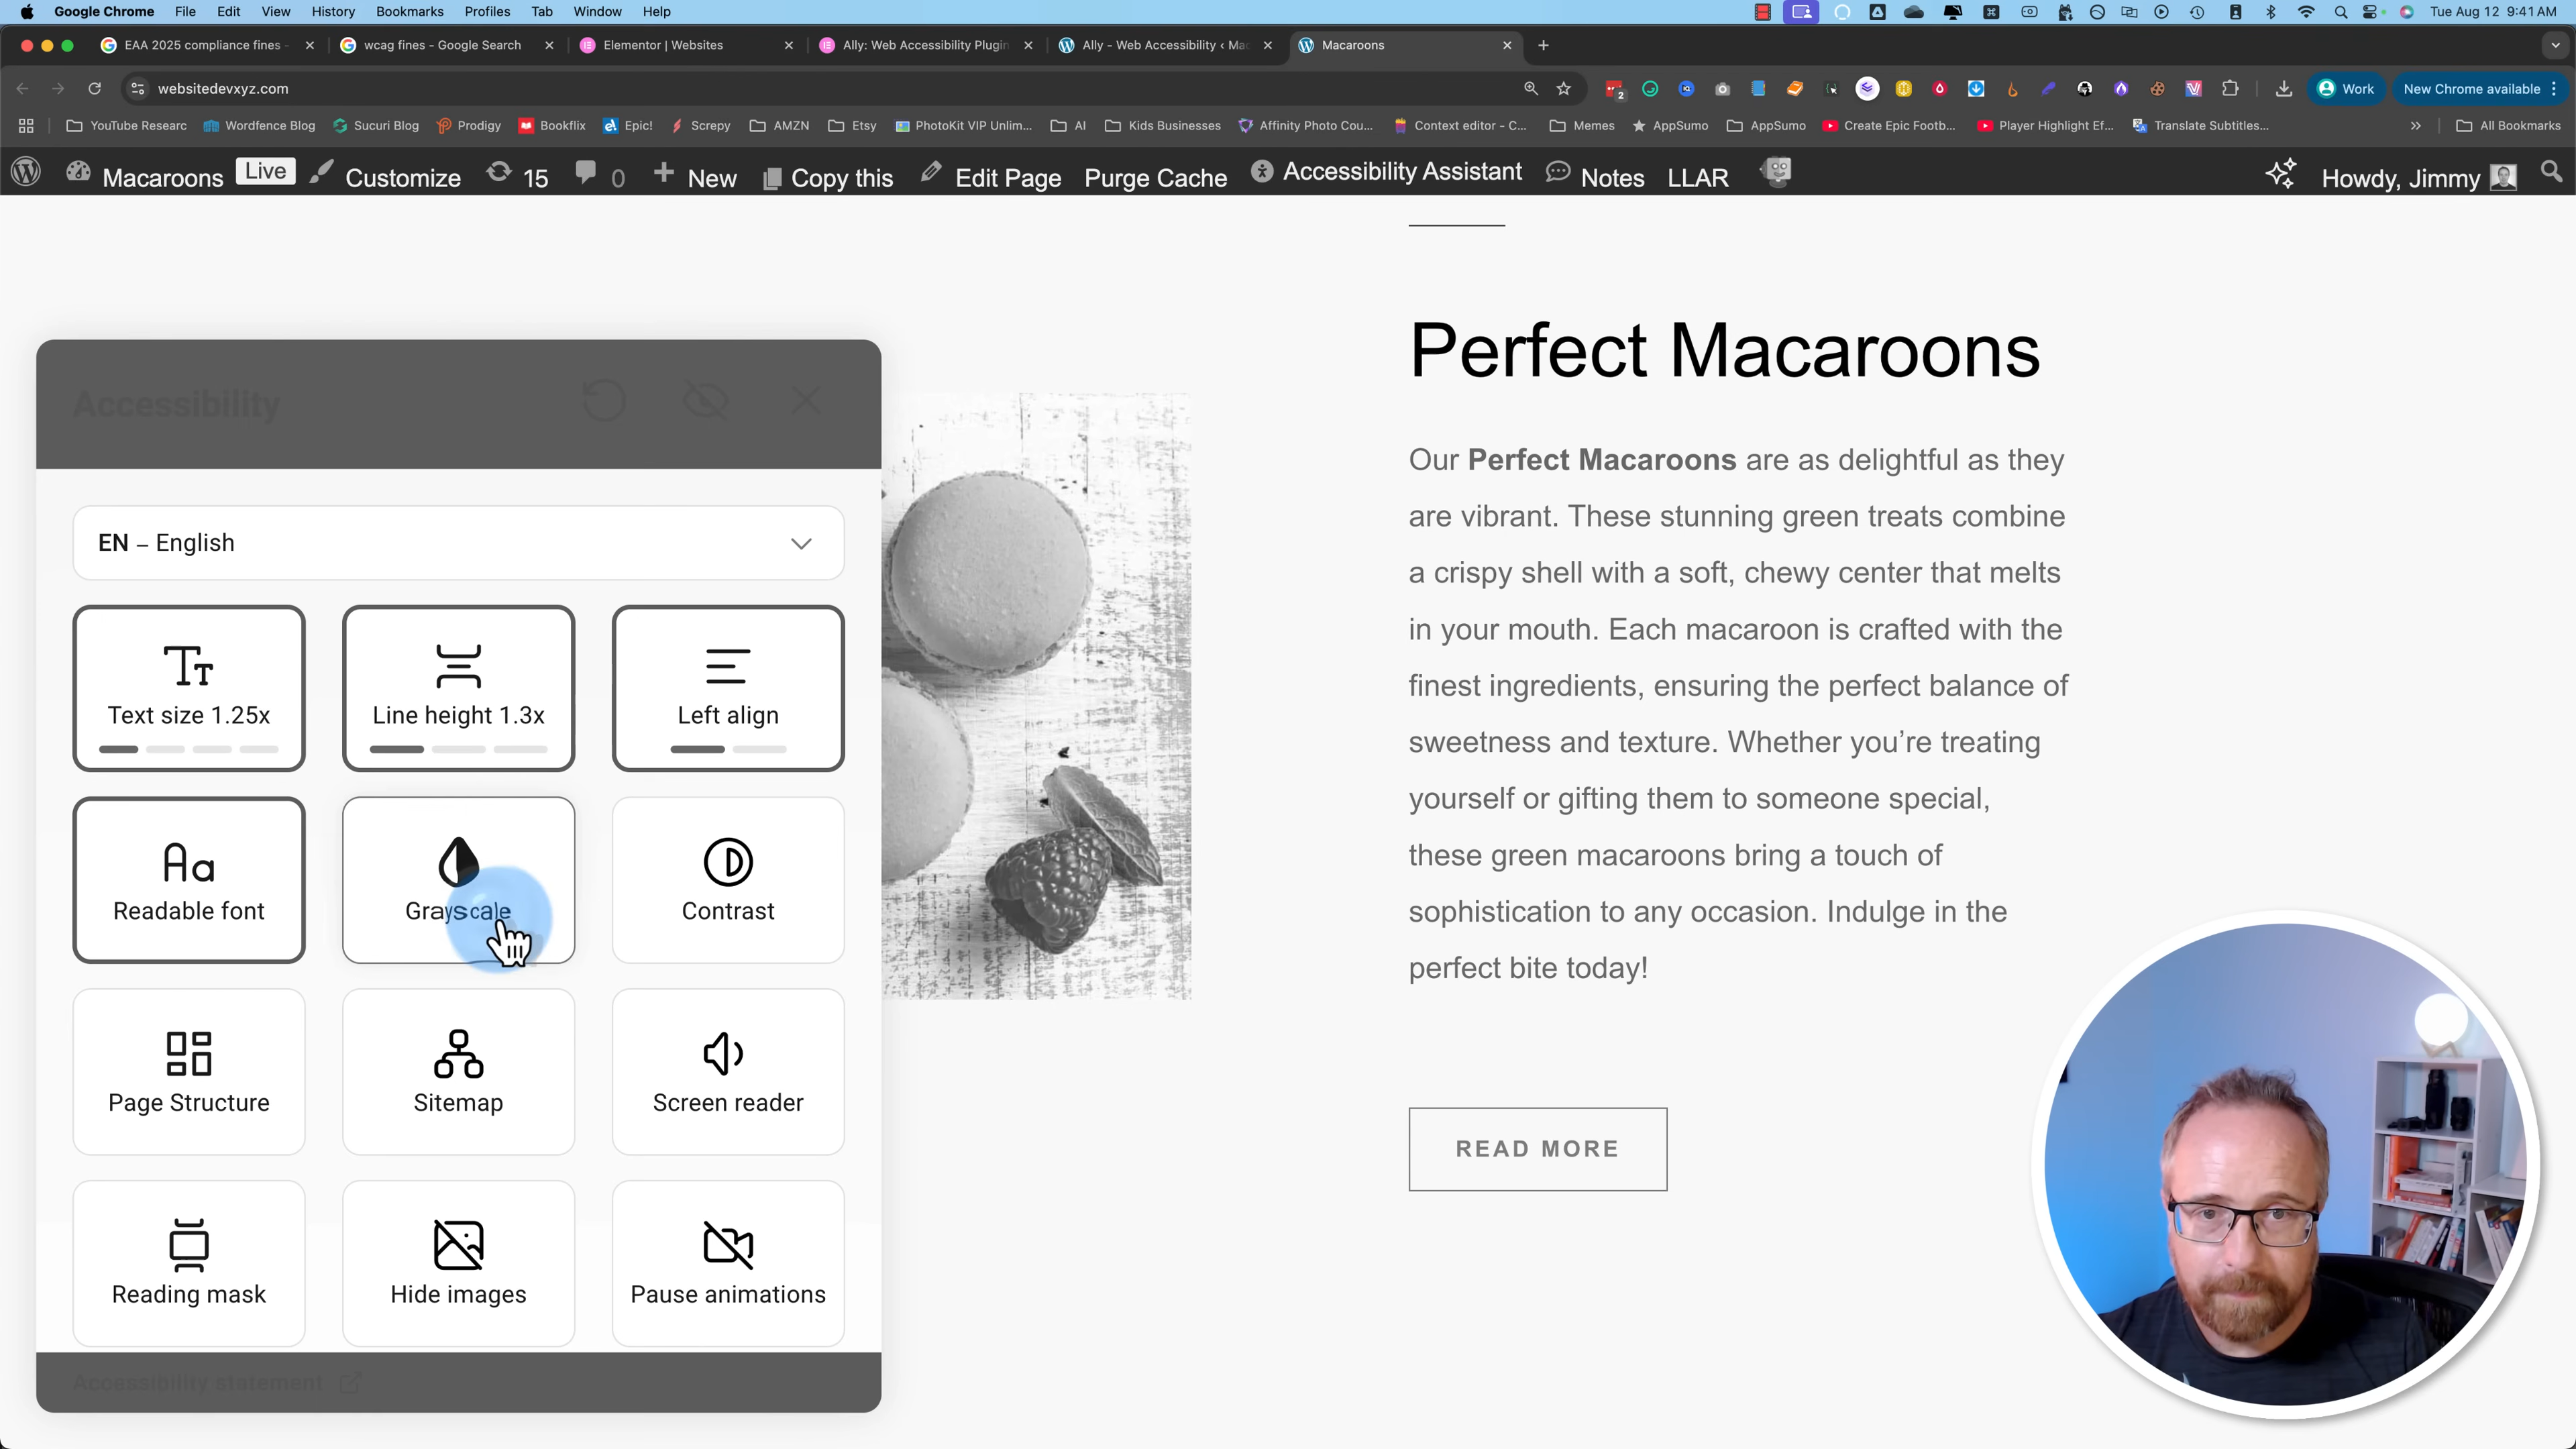 Google Chrome File Edit View History Bookmarks Profiles Tab Window Help Tue Aug 12 9:41 AM
EAA 2025 compliance fines - wcag fines - Google Search Elementor | Websites Ally: Web Accessibility Plugin Ally - Web Accessibility ‹ Mac Macaroons
websitedevxyz.com 2 Work New Chrome available
YouTube Researc Wordfence Blog Sucuri Blog Prodigy Bookflix Epic! Screpy AMZN Etsy PhotoKit VIP Unlim... AI Kids Businesses Affinity Photo Cou... Context editor - C... Memes AppSumo AppSumo Create Epic Footb... Player Highlight Ef... Translate Subtitles... All Bookmarks
Macaroons Live Customize 15 0 New Copy this Edit Page Purge Cache Accessibility Assistant Notes LLAR Howdy, Jimmy
Accessibility
EN – English
Text size 1.25x Line height 1.3x Left align
Readable font Grayscale Contrast
Page Structure Sitemap Screen reader
Reading mask Hide images Pause animations
Accessibility statement
Perfect Macaroons
Our Perfect Macaroons are as delightful as they
are vibrant. These stunning green treats combine
a crispy shell with a soft, chewy center that melts
in your mouth. Each macaroon is crafted with the
finest ingredients, ensuring the perfect balance of
sweetness and texture. Whether you’re treating
yourself or gifting them to someone special,
these green macaroons bring a touch of
sophistication to any occasion. Indulge in the
perfect bite today!
READ MORE